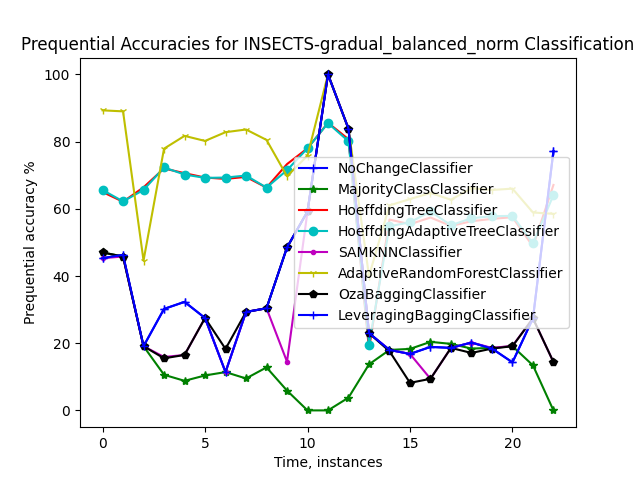 Prequential Accuracies for INSECTS-gradual_balanced_norm Classification
Prequential accuracy %
100
80
60
40
20
0
NoChangeClassifier
MajorityClassClassifier
HoeffdingTreeClassifier
HoeffdingAdaptiveTreeClassifier
SAMKNNClassifier
AdaptiveRandomForestClassifier
OzaBaggingClassifier
LeveragingBaggingClassifier
0 5 10 15 20
Time, instances